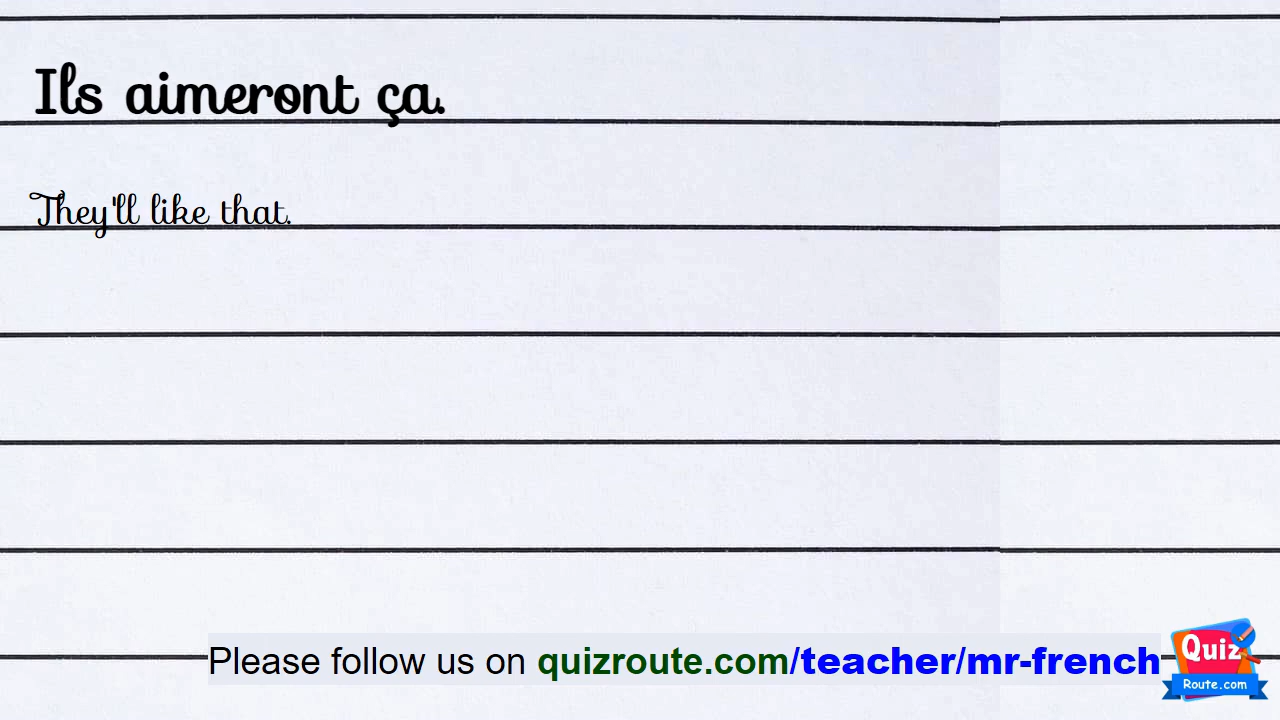 Ils aimeront ça.
They'll like that.
Please follow us on quizroute.com/teacher/mr-french
Quiz
Route.com